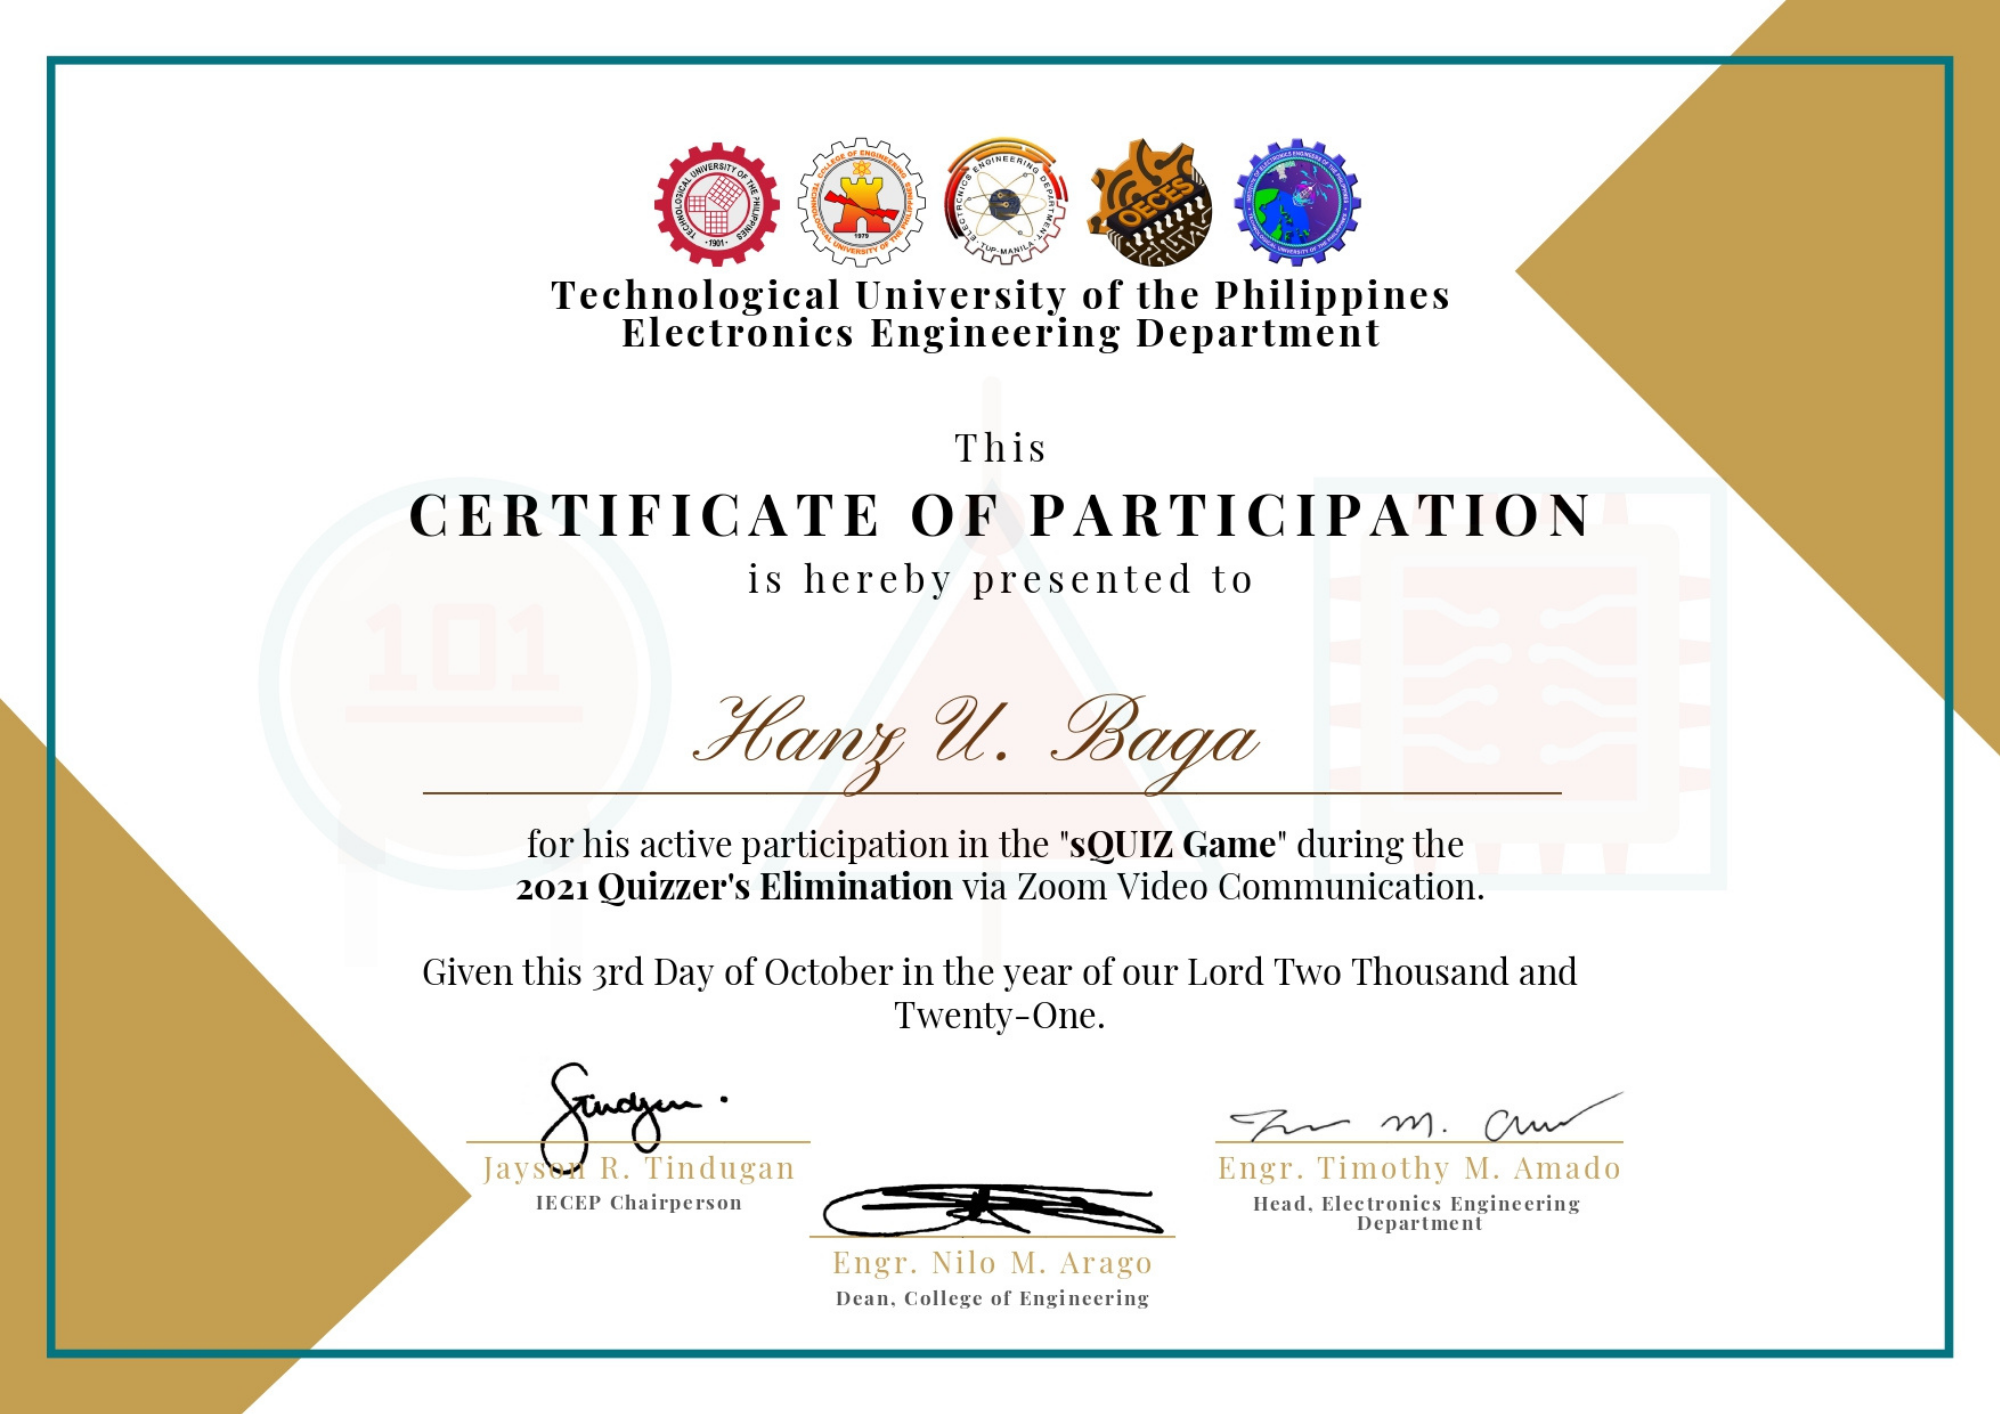 TECHNOLOGICAL UNIVERSITY OF THE PHILIPPINES
·1901·
COLLEGE OF ENGINEERING
TECHNOLOGICAL UNIVERSITY OF THE PHILIPPINES
1979
ELECTRONICS ENGINEERING DEPARTMENT
TUP-MANILA
OECES
Technological University of the Philippines
Electronics Engineering Department
This
CERTIFICATE OF PARTICIPATION
is hereby presented to
101
Hanz U. Baga
for his active participation in the "sQUIZ Game" during the
2021 Quizzer's Elimination via Zoom Video Communication.
Given this 3rd Day of October in the year of our Lord Two Thousand and
Twenty-One.
Jayson R. Tindugan
IECEP Chairperson
Engr. Timothy M. Amado
Head, Electronics Engineering
Department
Engr. Nilo M. Arago
Dean, College of Engineering